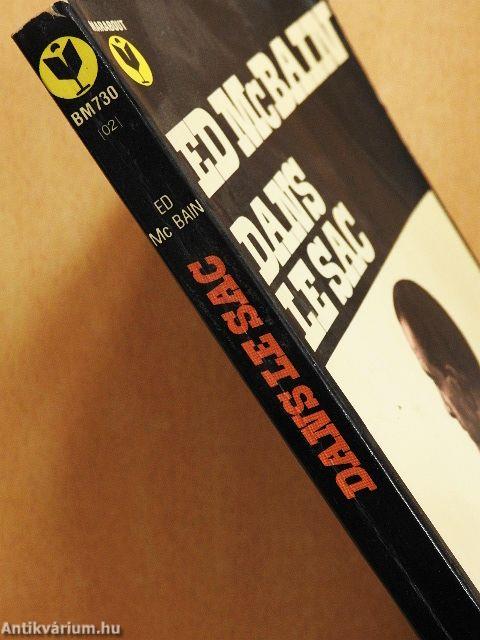 BM730
[02]
ED
Mc BAIN
DANS LE SAC
MARABOUT
ED McBAIN
DANS
LE SAC
Antikvárium.hu